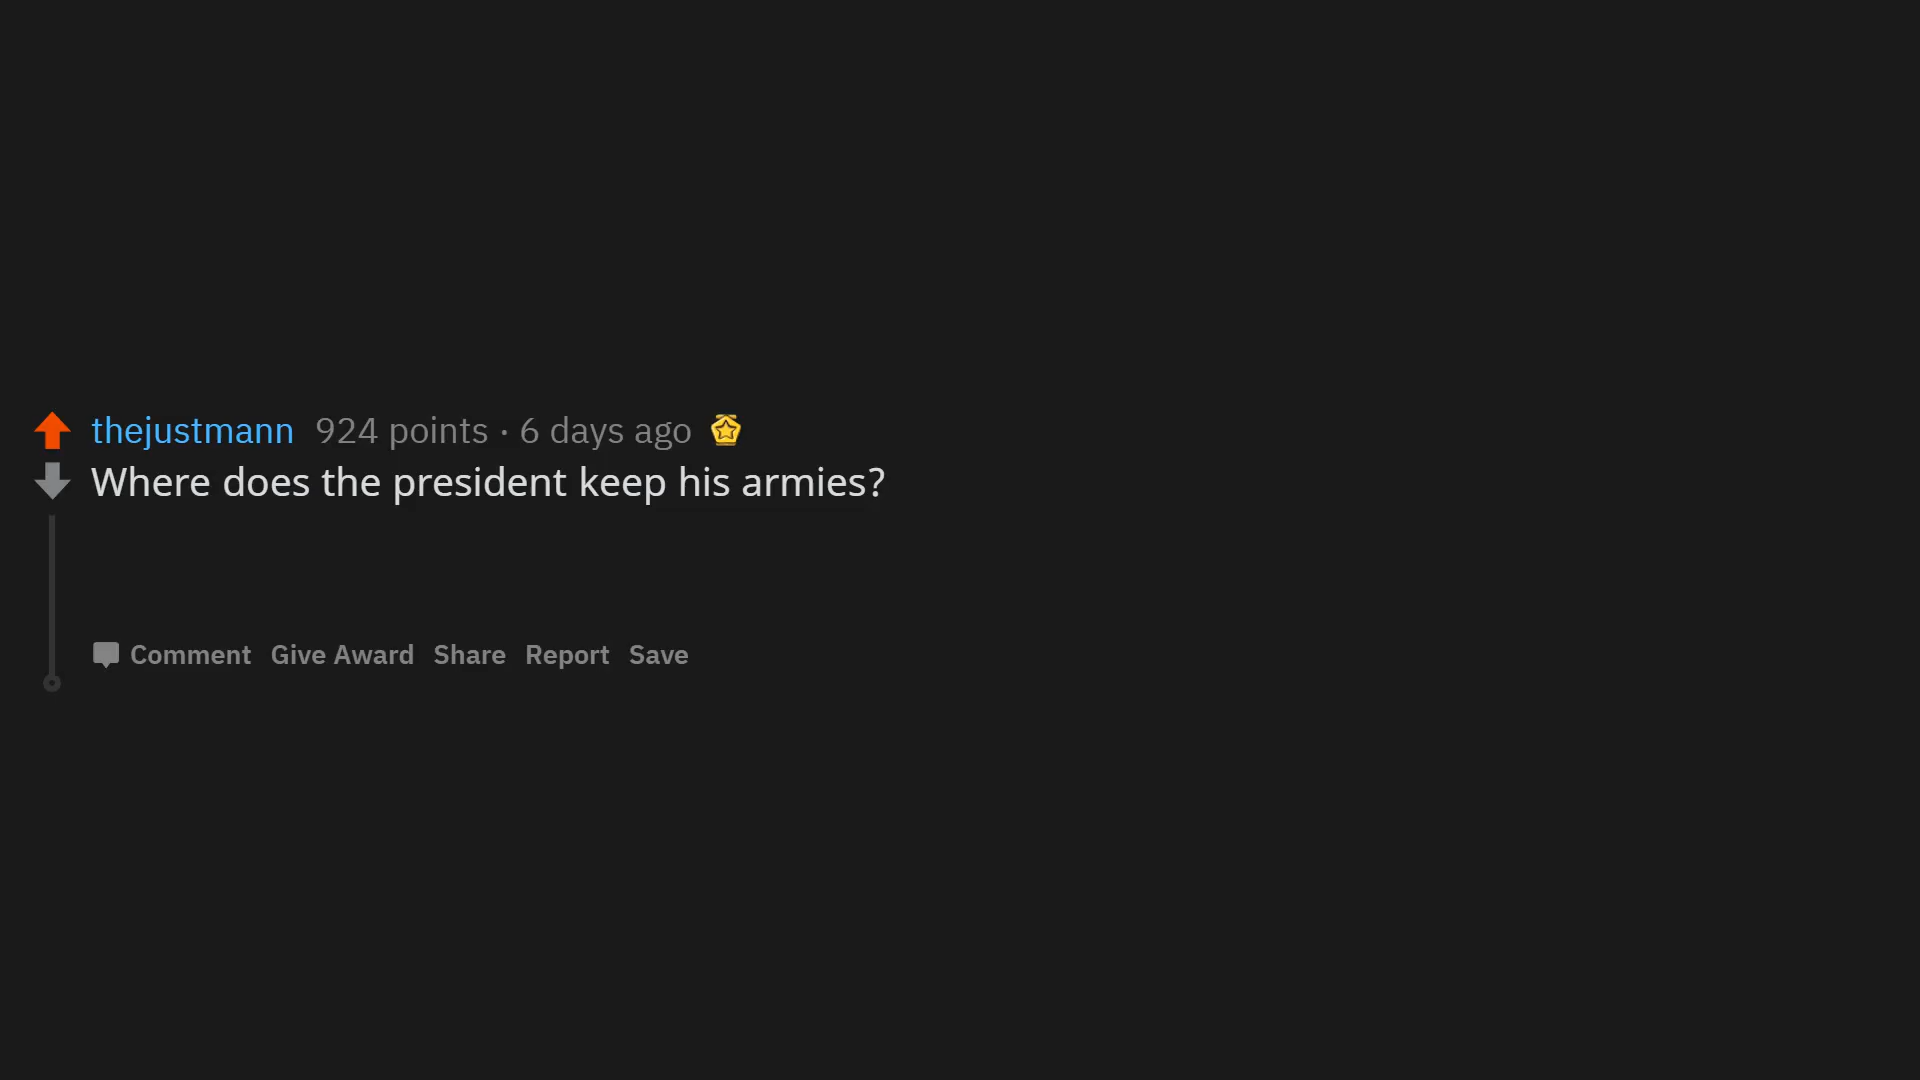 thejustmann 924 points · 6 days ago
Where does the president keep his armies?
Comment Give Award Share Report Save